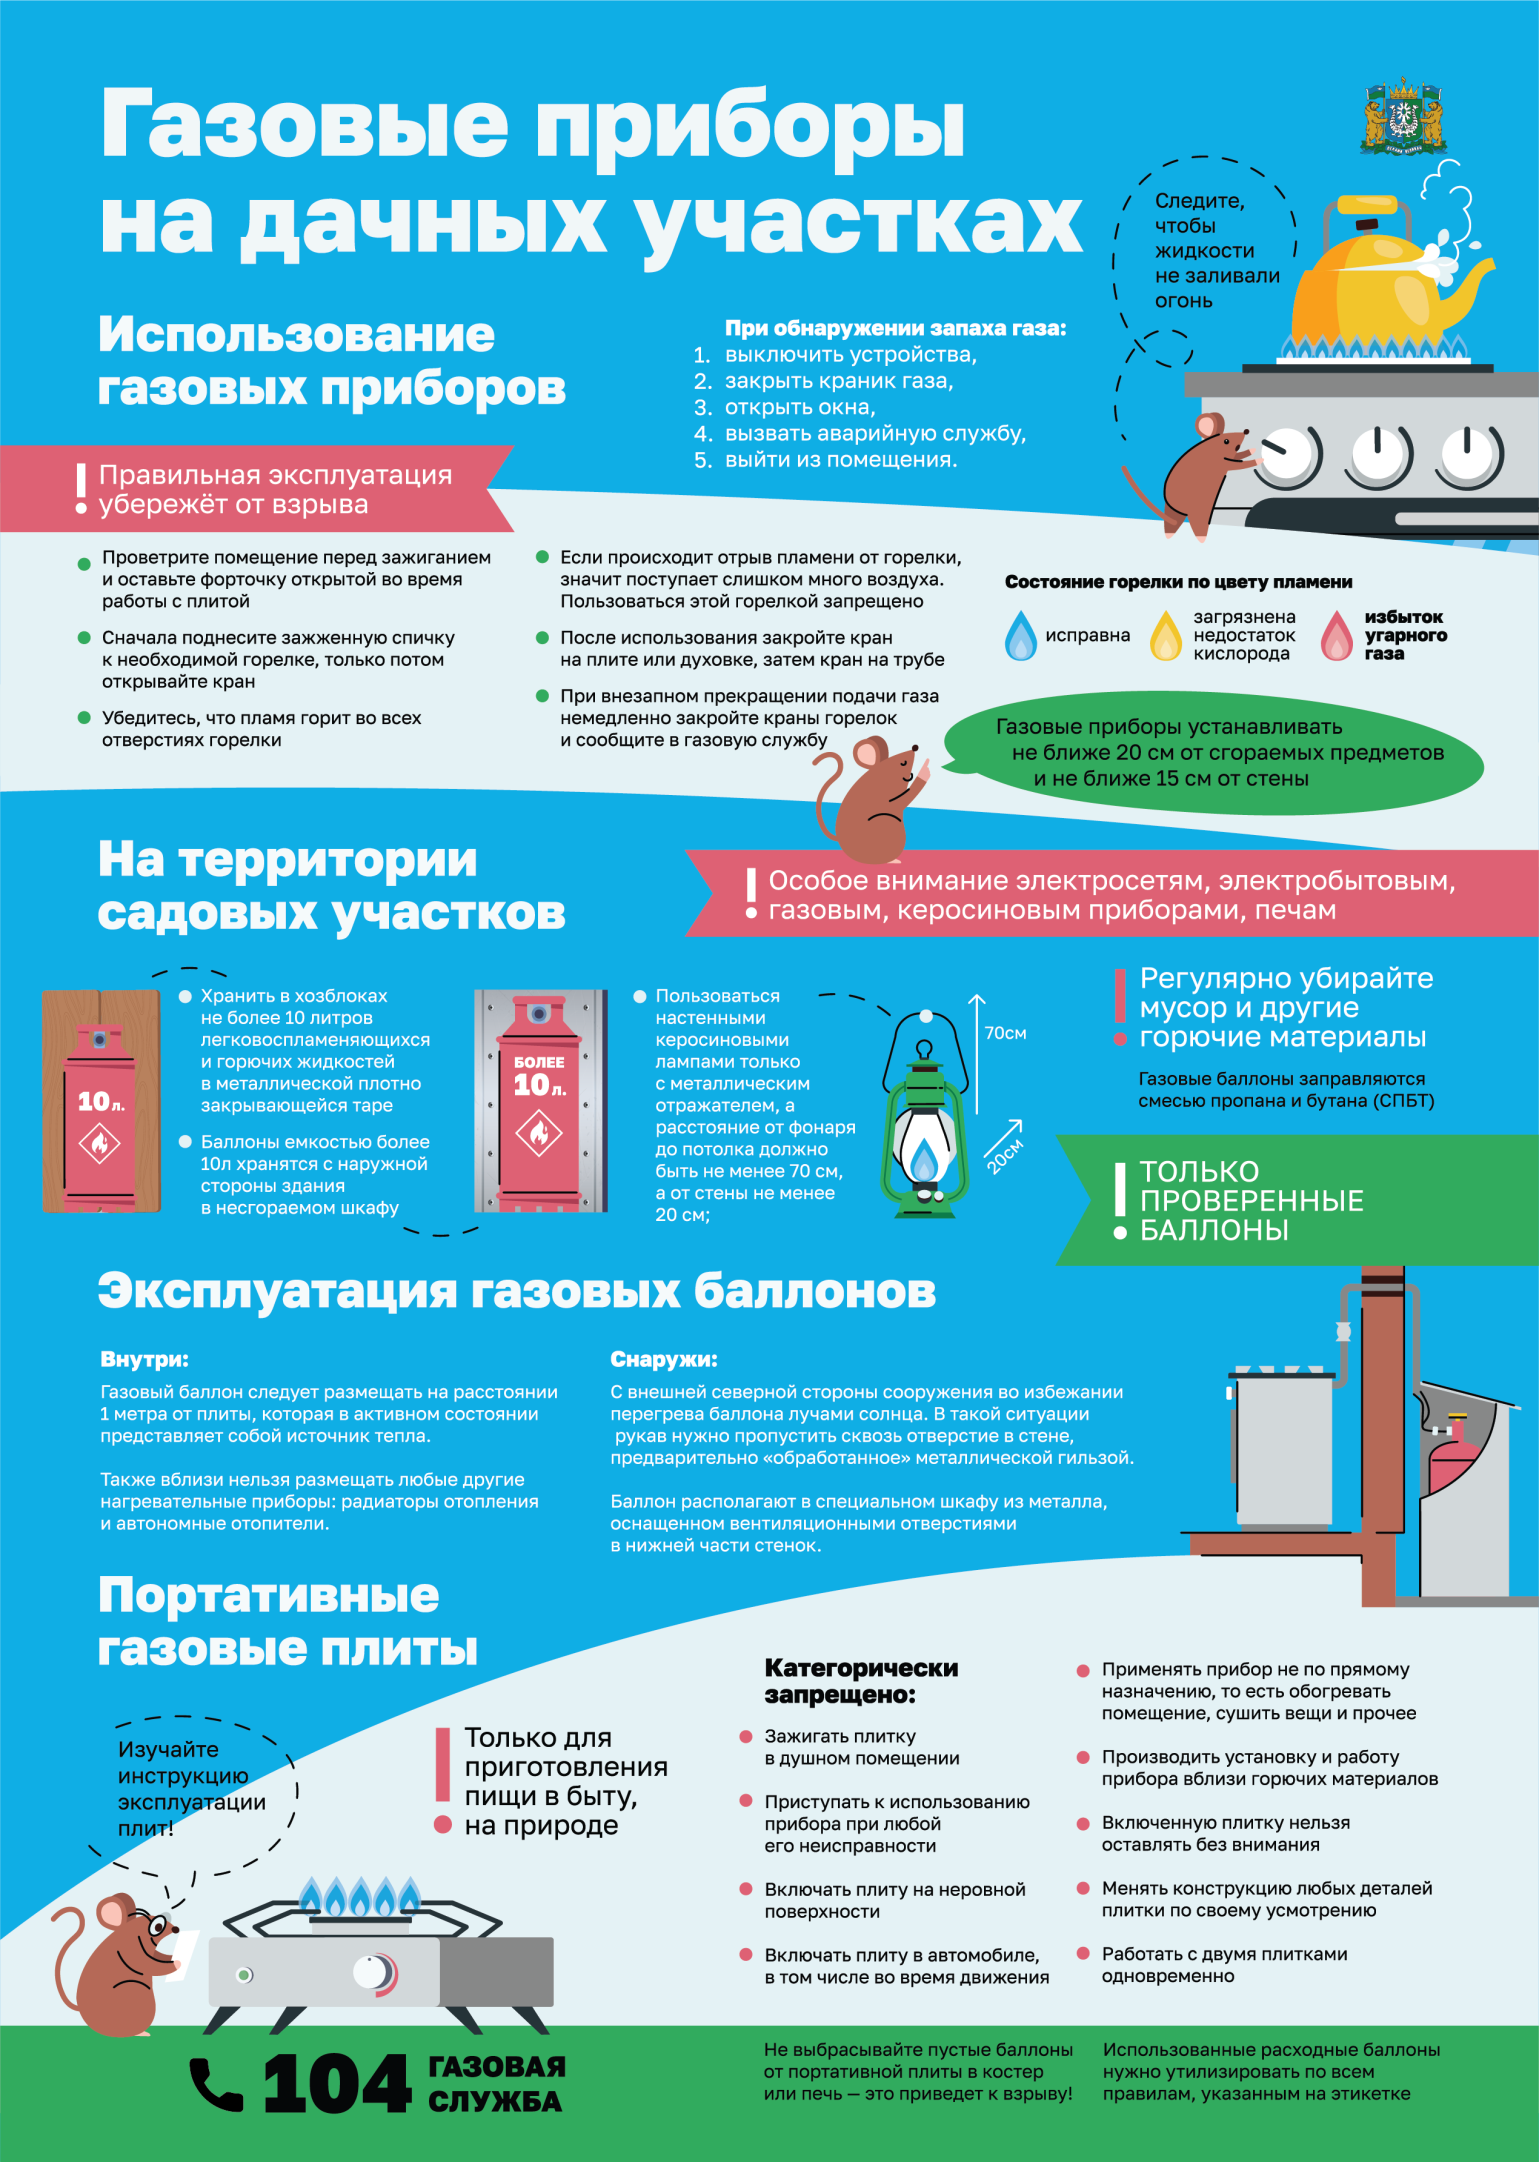 Газовые приборы
на дачных участках
Следите,
чтобы
жидкости
не заливали
огонь
Использование
газовых приборов
При обнаружении запаха газа:
1. выключить устройства,
2. закрыть краник газа,
3. открыть окна,
4. вызвать аварийную службу,
5. выйти из помещения.
! Правильная эксплуатация
убережёт от взрыва
Проветрите помещение перед зажиганием
и оставьте форточку открытой во время
работы с плитой
Сначала поднесите зажженную спичку
к необходимой горелке, только потом
открывайте кран
Убедитесь, что пламя горит во всех
отверстиях горелки
Если происходит отрыв пламени от горелки,
значит поступает слишком много воздуха.
Пользоваться этой горелкой запрещено
После использования закройте кран
на плите или духовке, затем кран на трубе
При внезапном прекращении подачи газа
немедленно закройте краны горелок
и сообщите в газовую службу
Состояние горелки по цвету пламени
исправна
загрязнена
недостаток
кислорода
избыток
угарного
газа
Газовые приборы устанавливать
не ближе 20 см от сгораемых предметов
и не ближе 15 см от стены
На территории
садовых участков
! Особое внимание электросетям, электробытовым,
газовым, керосиновым приборами, печам
10л.
Хранить в хозблоках
не более 10 литров
легковоспламеняющихся
и горючих жидкостей
в металлической плотно
закрывающейся таре
Баллоны емкостью более
10л хранятся с наружной
стороны здания
в несгораемом шкафу
БОЛЕЕ
10л.
Пользоваться
настенными
керосиновыми
лампами только
с металлическим
отражателем, а
расстояние от фонаря
до потолка должно
быть не менее 70 см,
а от стены не менее
20 см;
70см
20см
! Регулярно убирайте
мусор и другие
горючие материалы
Газовые баллоны заправляются
смесью пропана и бутана (СПБТ)
! ТОЛЬКО
ПРОВЕРЕННЫЕ
БАЛЛОНЫ
Эксплуатация газовых баллонов
Внутри:
Газовый баллон следует размещать на расстоянии
1 метра от плиты, которая в активном состоянии
представляет собой источник тепла.
Также вблизи нельзя размещать любые другие
нагревательные приборы: радиаторы отопления
и автономные отопители.
Снаружи:
С внешней северной стороны сооружения во избежании
перегрева баллона лучами солнца. В такой ситуации
рукав нужно пропустить сквозь отверстие в стене,
предварительно «обработанное» металлической гильзой.
Баллон располагают в специальном шкафу из металла,
оснащенном вентиляционными отверстиями
в нижней части стенок.
Портативные
газовые плиты
Изучайте
инструкцию
эксплуатации
плит!
! Только для
приготовления
пищи в быту,
на природе
Категорически
запрещено:
Зажигать плитку
в душном помещении
Приступать к использованию
прибора при любой
его неисправности
Включать плиту на неровной
поверхности
Включать плиту в автомобиле,
в том числе во время движения
Применять прибор не по прямому
назначению, то есть обогревать
помещение, сушить вещи и прочее
Производить установку и работу
прибора вблизи горючих материалов
Включенную плитку нельзя
оставлять без внимания
Менять конструкцию любых деталей
плитки по своему усмотрению
Работать с двумя плитками
одновременно
104 ГАЗОВАЯ
СЛУЖБА
Не выбрасывайте пустые баллоны
от портативной плиты в костер
или печь – это приведет к взрыву!
Использованные расходные баллоны
нужно утилизировать по всем
правилам, указанным на этикетке